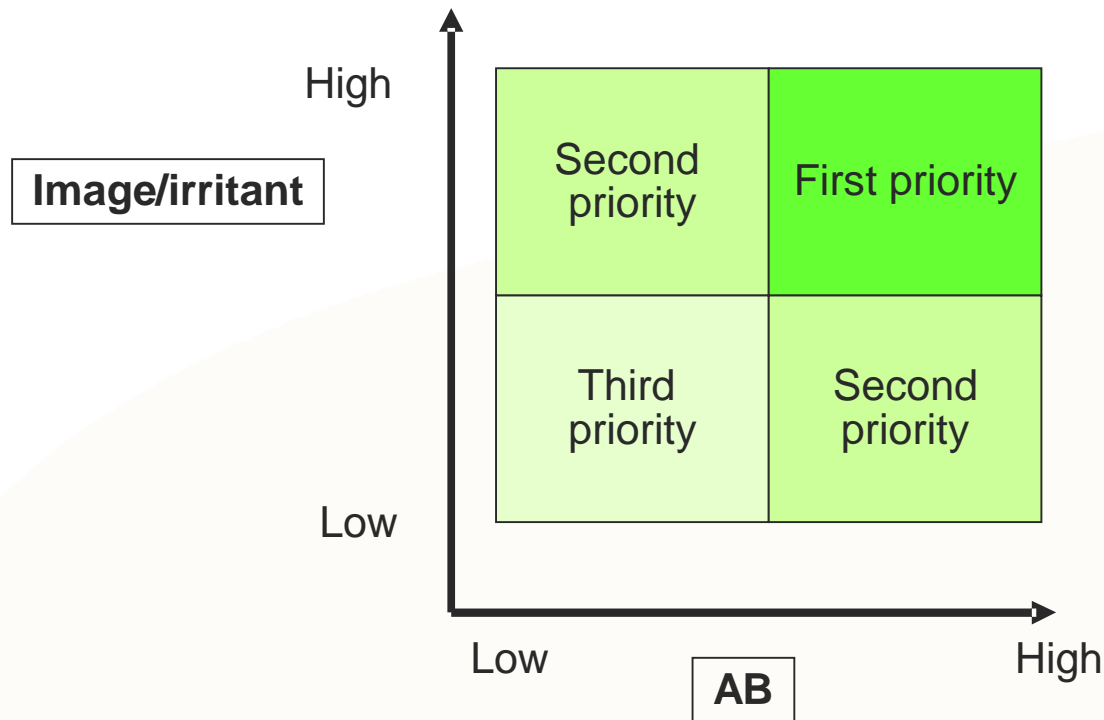 High
Image/irritant
Second
priority
First priority
Third
priority
Second
priority
Low
Low
High
AB